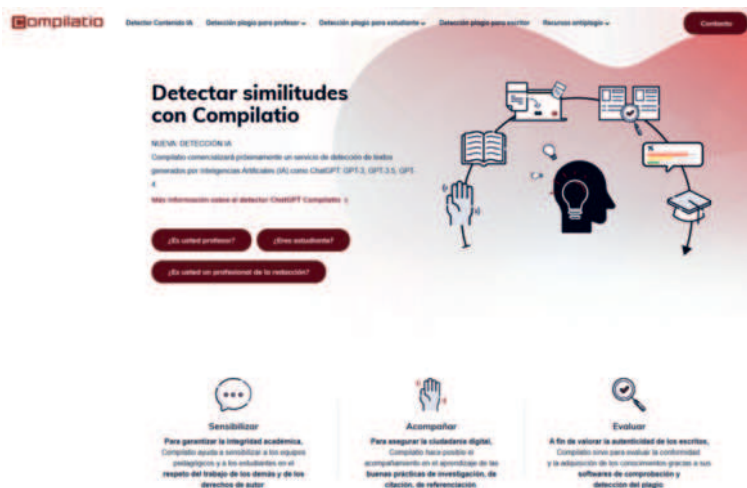 compilatio
Detector Contenido IA Detección plagio para profesor Detección plagio para estudiante Detección plagio para escritor Recursos antiplagio Contacto
Detectar similitudes
con Compilatio
NUEVA: DETECCIÓN IA
Compilatio comercializará próximamente un servicio de detección de textos
generados por Inteligencias Artificiales (IA) como ChatGPT: GPT-3, GPT-3.5, GPT-
4
Más información sobre el detector ChatGPT Compilatio
¿Es usted profesor? ¿Eres estudiante?
¿Es usted un profesional de la redacción?
Sensibilizar
Para garantizar la integridad académica,
Compilatio ayuda a sensibilizar a los equipos
pedagógicos y a los estudiantes en el
respeto del trabajo de los demás y de los
derechos de autor
Acompañar
Para asegurar la ciudadanía digital,
Compilatio hace posible el
acompañamiento en el aprendizaje de las
buenas prácticas de investigación, de
citación, de referenciación
Evaluar
A fin de valorar la autenticidad de los escritos,
Compilatio sirve para evaluar la conformidad
y la adquisición de los conocimientos gracias a sus
softwares de comprobación y
detección del plagio